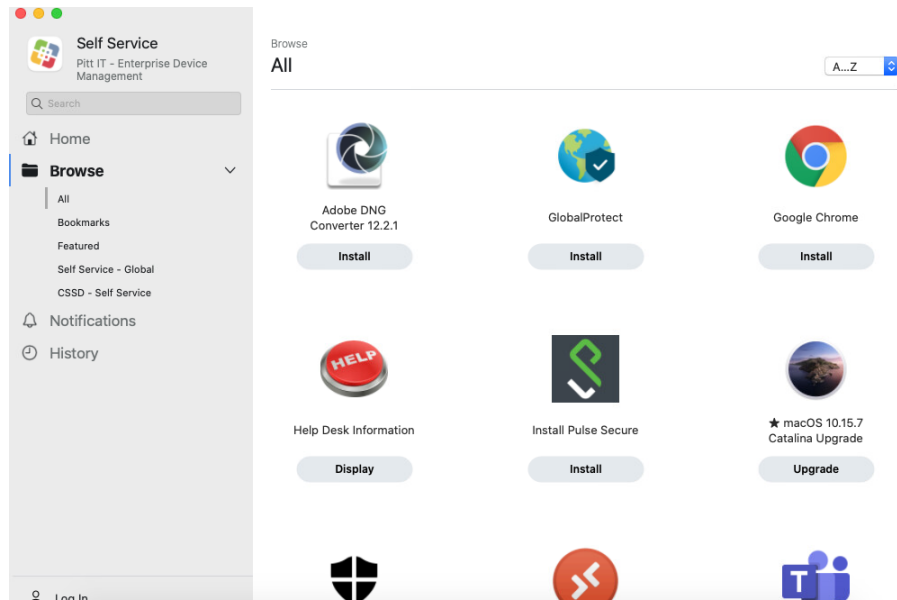 Self Service
Pitt IT - Enterprise Device
Management
Search
Home
Browse
All
Bookmarks
Featured
Self Service - Global
CSSD - Self Service
Notifications
History
Log In
Browse
All
A...Z
Adobe DNG
Converter 12.2.1
Install
GlobalProtect
Install
Google Chrome
Install
HELP
Help Desk Information
Display
Install Pulse Secure
Install
★ macOS 10.15.7
Catalina Upgrade
Upgrade
T